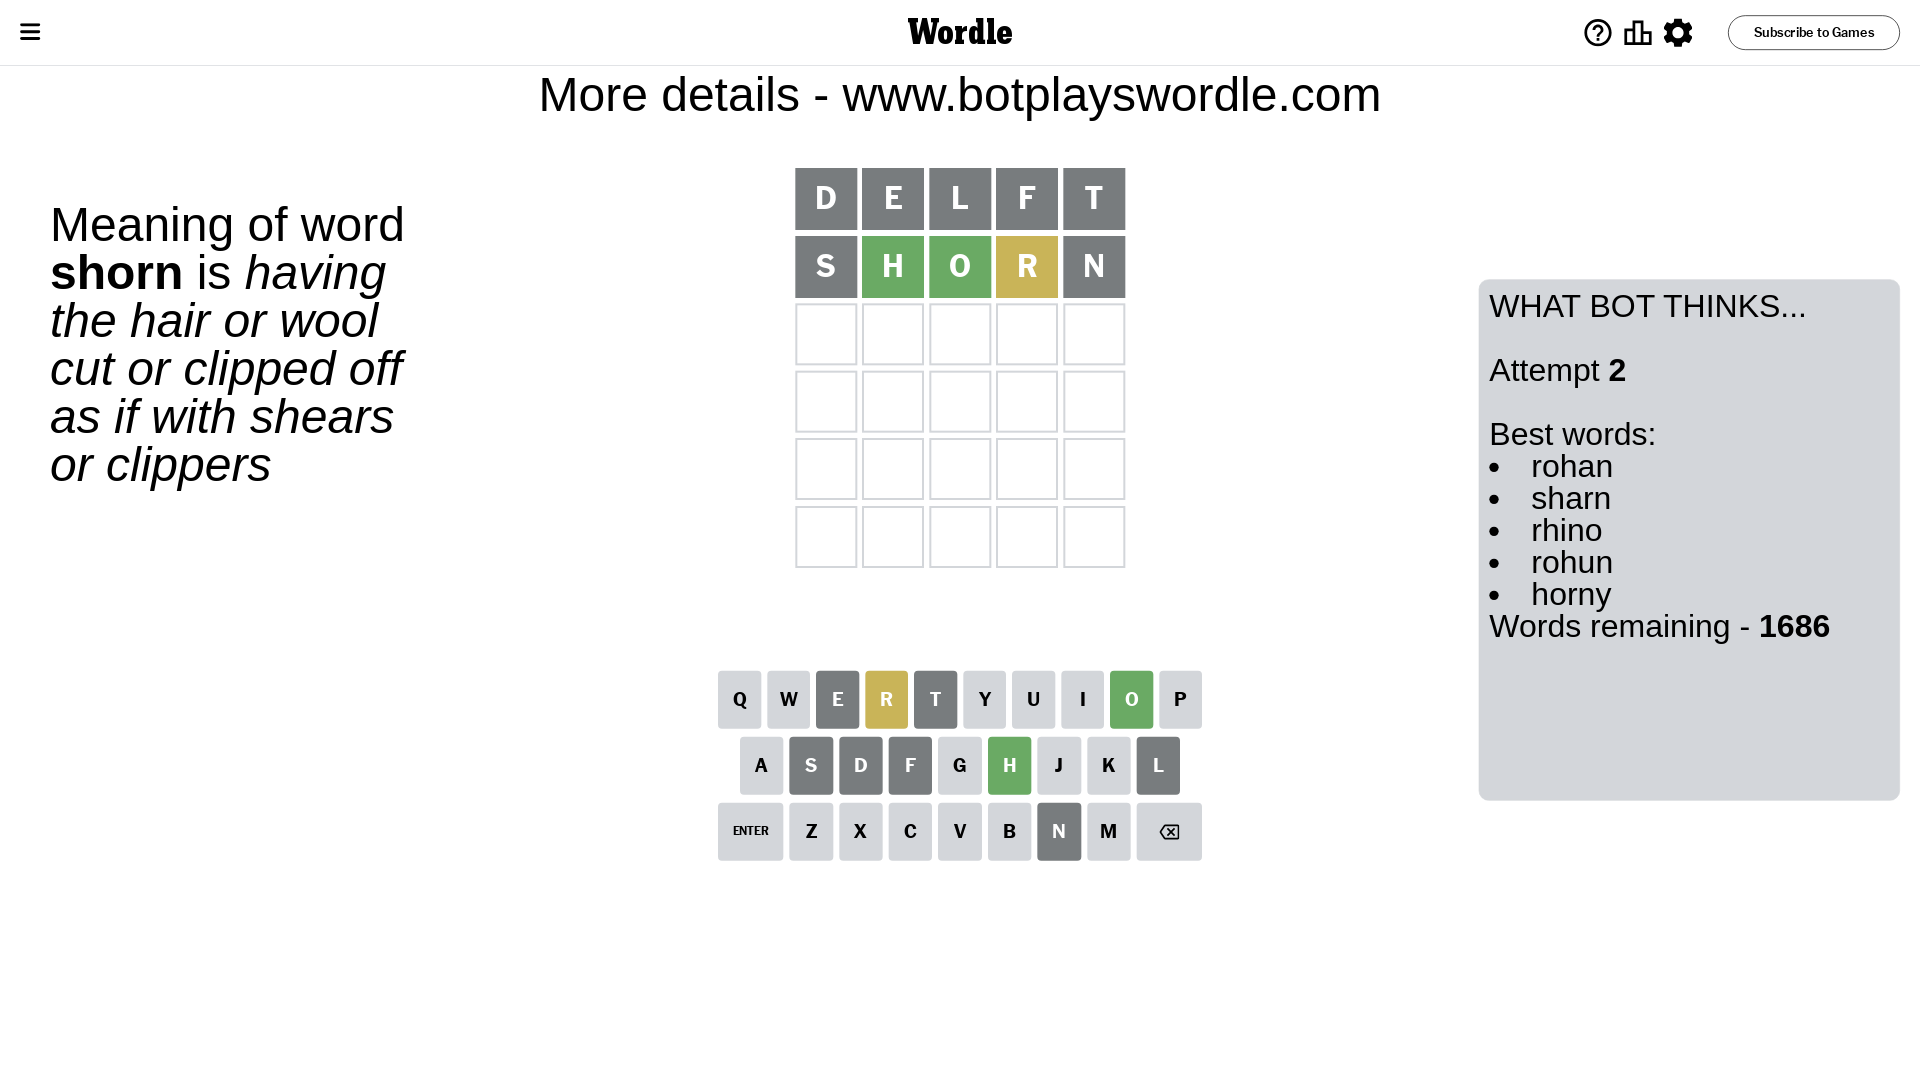 Wordle
Subscribe to Games
More details - www.botplayswordle.com
Meaning of word
shorn is having
the hair or wool
cut or clipped off
as if with shears
or clippers
D E L F T
S H O R N
WHAT BOT THINKS...
Attempt 2
Best words:
• rohan
• sharn
• rhino
• rohun
• horny
Words remaining - 1686
Q W E R T Y U I O P
A S D F G H J K L
ENTER Z X C V B N M